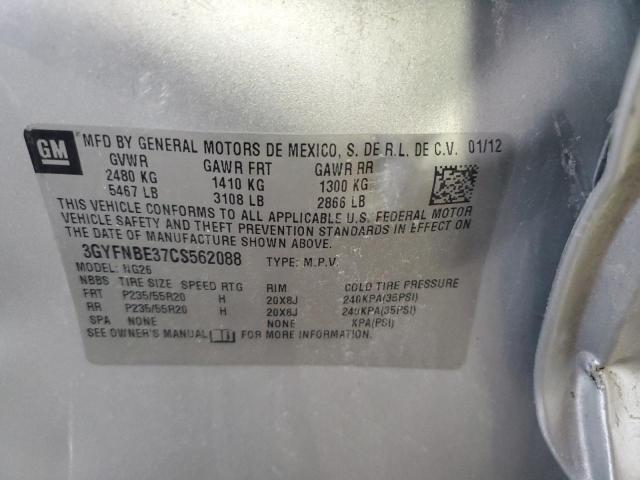 GM
MFD BY GENERAL MOTORS DE MEXICO, S. DE R.L. DE C.V. 01/12
GVWR GAWR FRT GAWR RR
2480 KG 1410 KG 1300 KG
5467 LB 3108 LB 2866 LB
THIS VEHICLE CONFORMS TO ALL APPLICABLE U.S. FEDERAL MOTOR
VEHICLE SAFETY AND THEFT PREVENTION STANDARDS IN EFFECT ON
THE DATE OF MANUFACTURE SHOWN ABOVE.
3GYFNBE37CS562088 TYPE: M.P.V.
MODEL: NG26
NBBS TIRE SIZE SPEED RTG RIM COLD TIRE PRESSURE
FRT P235/55R20 H 20X8J 240KPA(35PSI)
RR P235/55R20 H 20X8J 240KPA(35PSI)
SPA NONE NONE KPA(PSI)
SEE OWNER'S MANUAL FOR MORE INFORMATION.